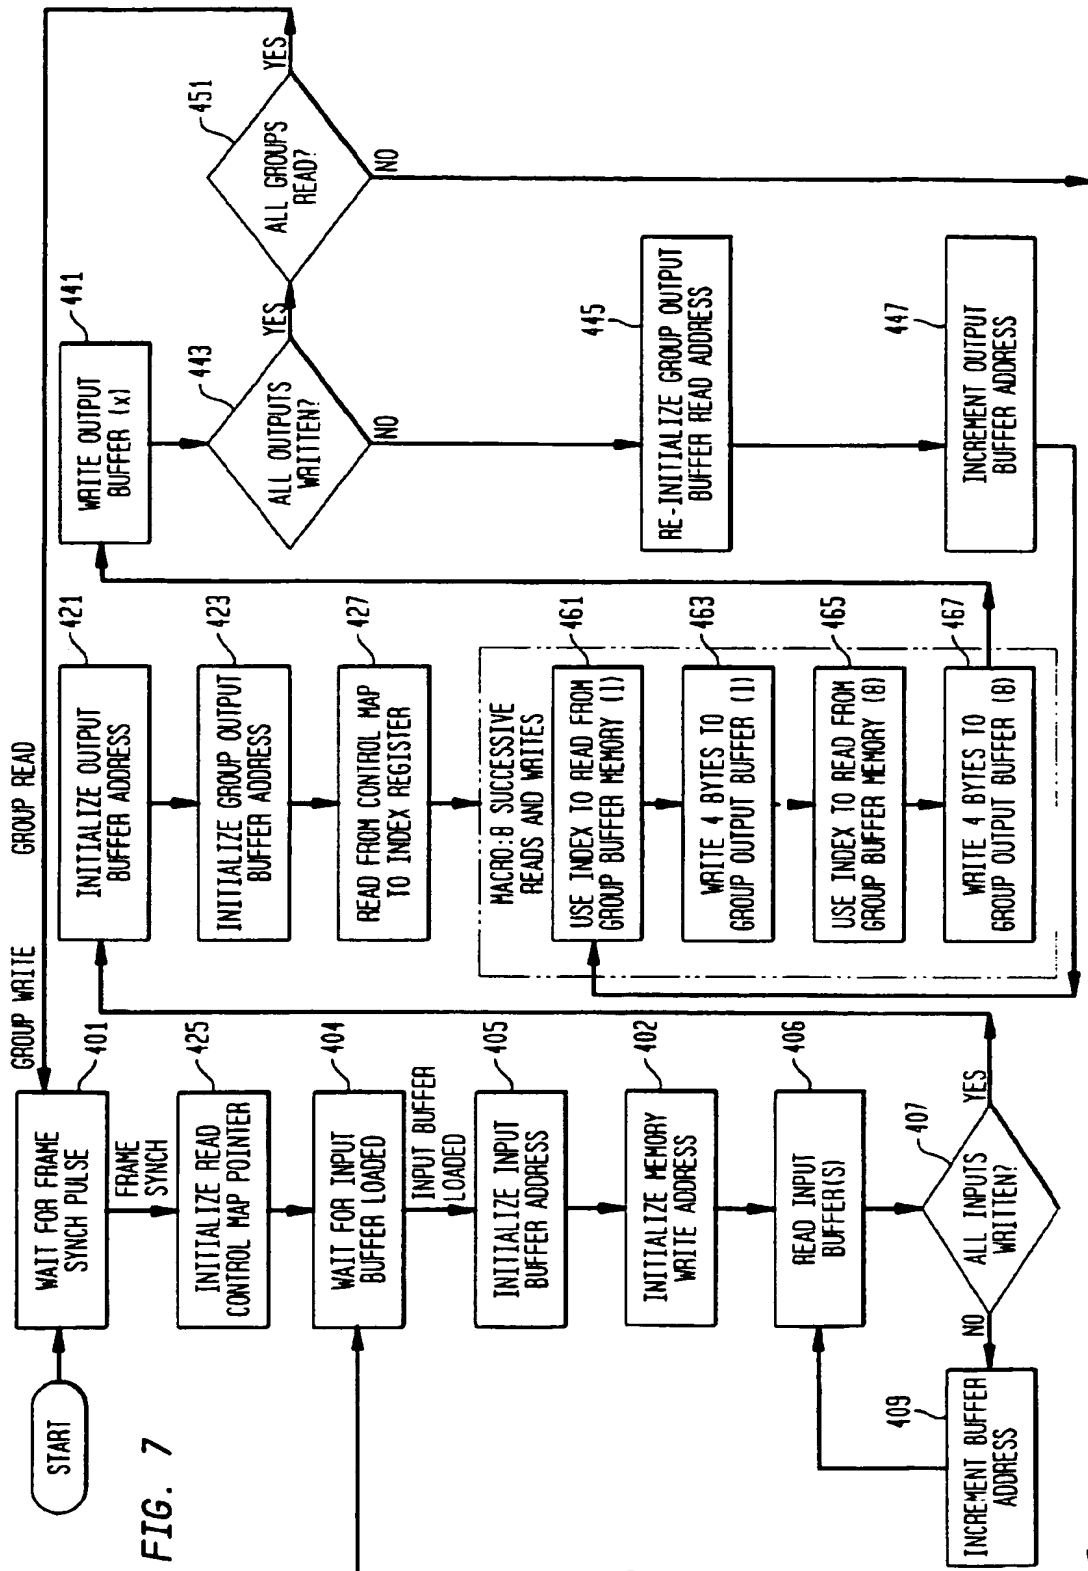 FIG. 7
START
GROUP WRITE
GROUP READ
WAIT FOR FRAME
SYNCH PULSE
401
FRAME
SYNCH
INITIALIZE READ
CONTROL MAP POINTER
425
WAIT FOR INPUT
BUFFER LOADED
404
INPUT BUFFER
LOADED
INITIALIZE INPUT
BUFFER ADDRESS
405
INITIALIZE MEMORY
WRITE ADDRESS
402
READ INPUT
BUFFER(S)
406
ALL INPUTS
WRITTEN?
407
NO
YES
INCREMENT BUFFER
ADDRESS
409
INITIALIZE OUTPUT
BUFFER ADDRESS
421
INITIALIZE GROUP OUTPUT
BUFFER ADDRESS
423
READ FROM CONTROL MAP
TO INDEX REGISTER
427
MACRO:8 SUCCESSIVE
READS AND WRITES
USE INDEX TO READ FROM
GROUP BUFFER MEMORY (1)
461
WRITE 4 BYTES TO
GROUP OUTPUT BUFFER (1)
463
USE INDEX TO READ FROM
GROUP BUFFER MEMORY (8)
465
WRITE 4 BYTES TO
GROUP OUTPUT BUFFER (8)
467
WRITE OUTPUT
BUFFER (x)
441
ALL OUTPUTS
WRITTEN?
443
YES
NO
RE-INITIALIZE GROUP OUTPUT
BUFFER READ ADDRESS
445
INCREMENT OUTPUT
BUFFER ADDRESS
447
ALL GROUPS
READ?
451
YES
NO